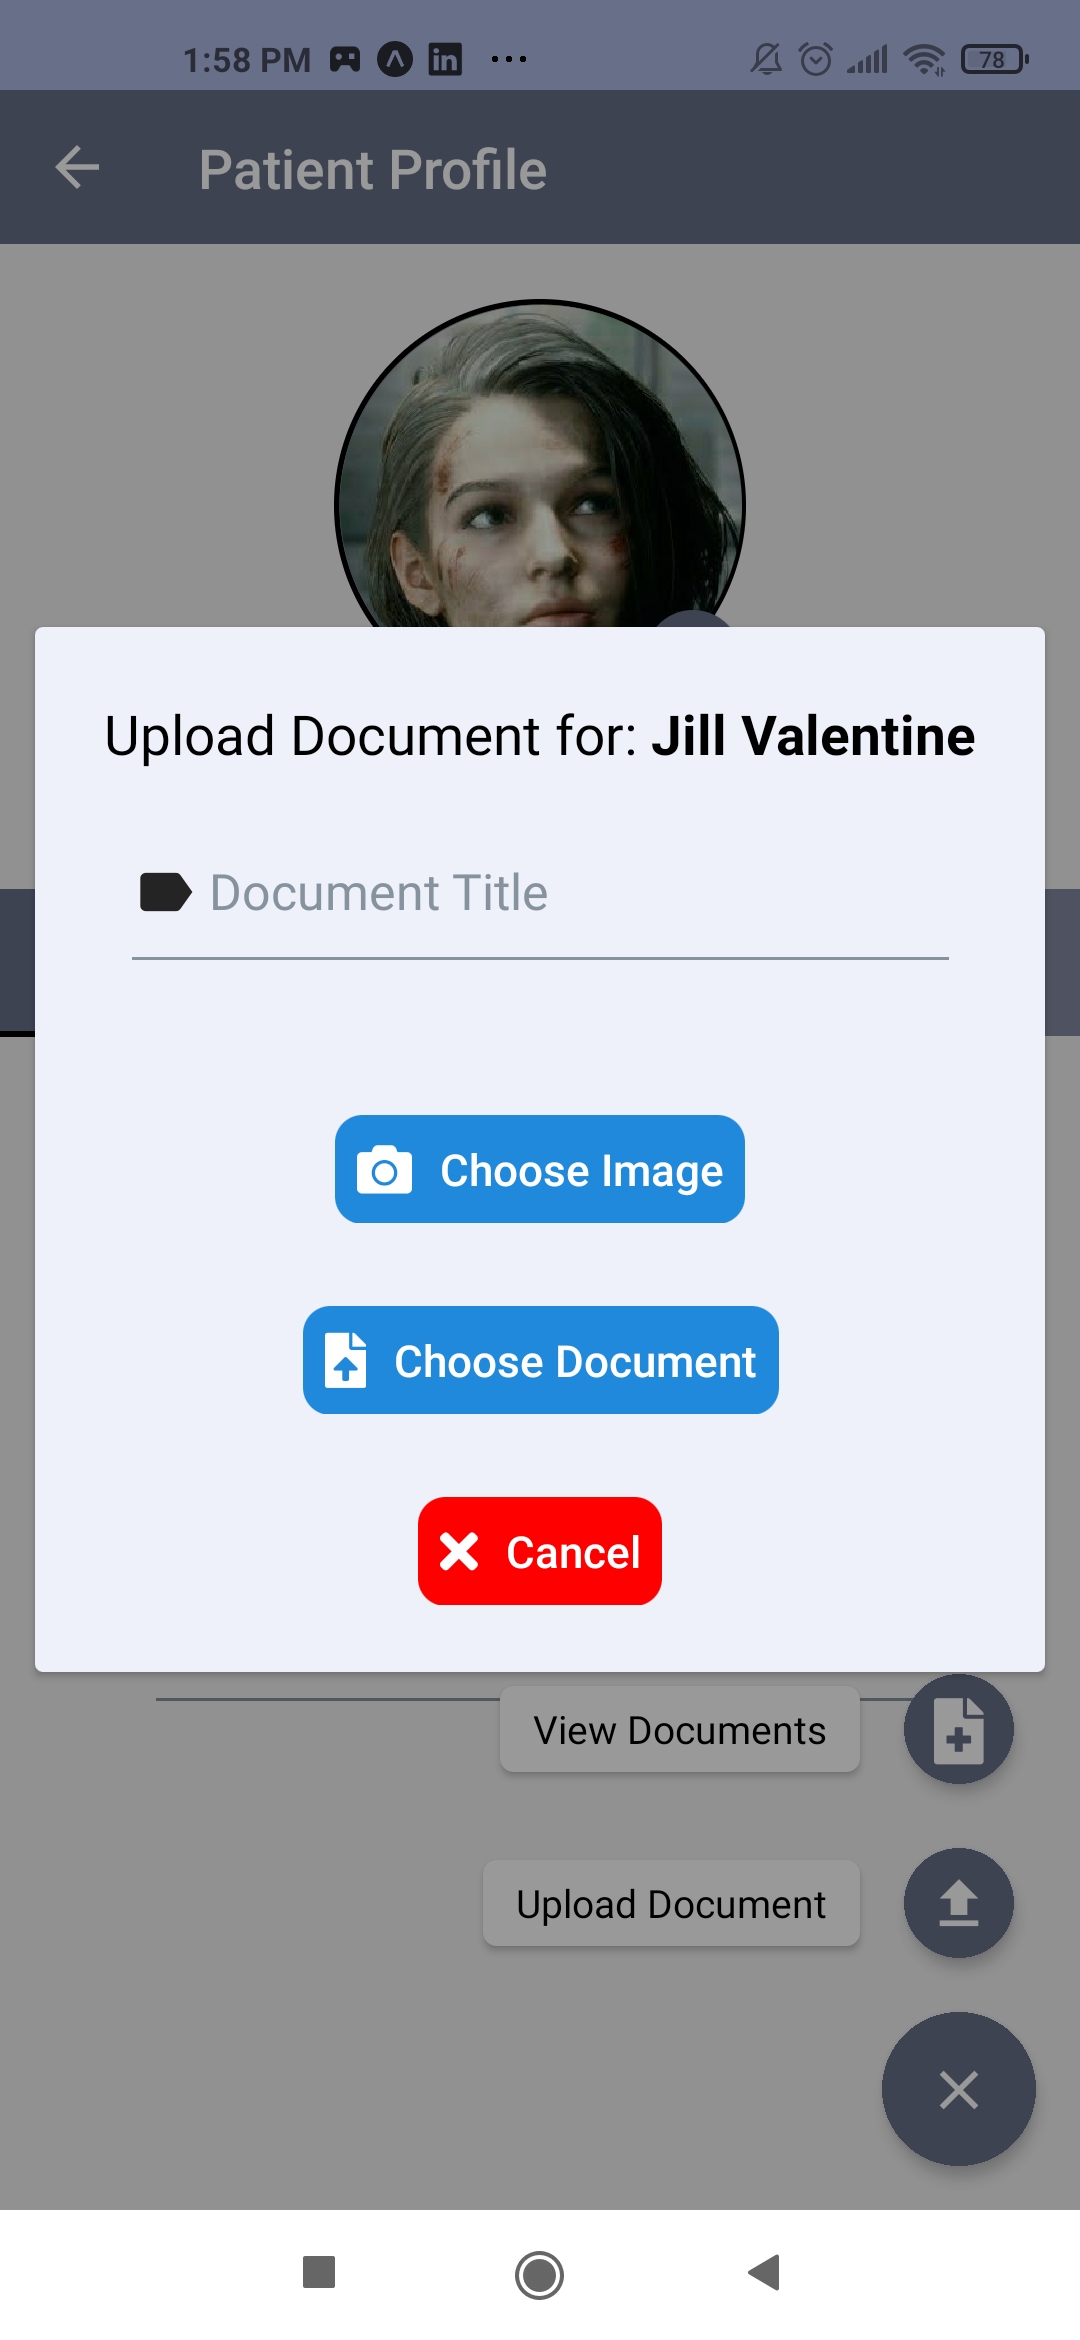 1:58 PM in ... 78
Patient Profile
Upload Document for: Jill Valentine
Document Title
Choose Image
Choose Document
Cancel
View Documents
Upload Document